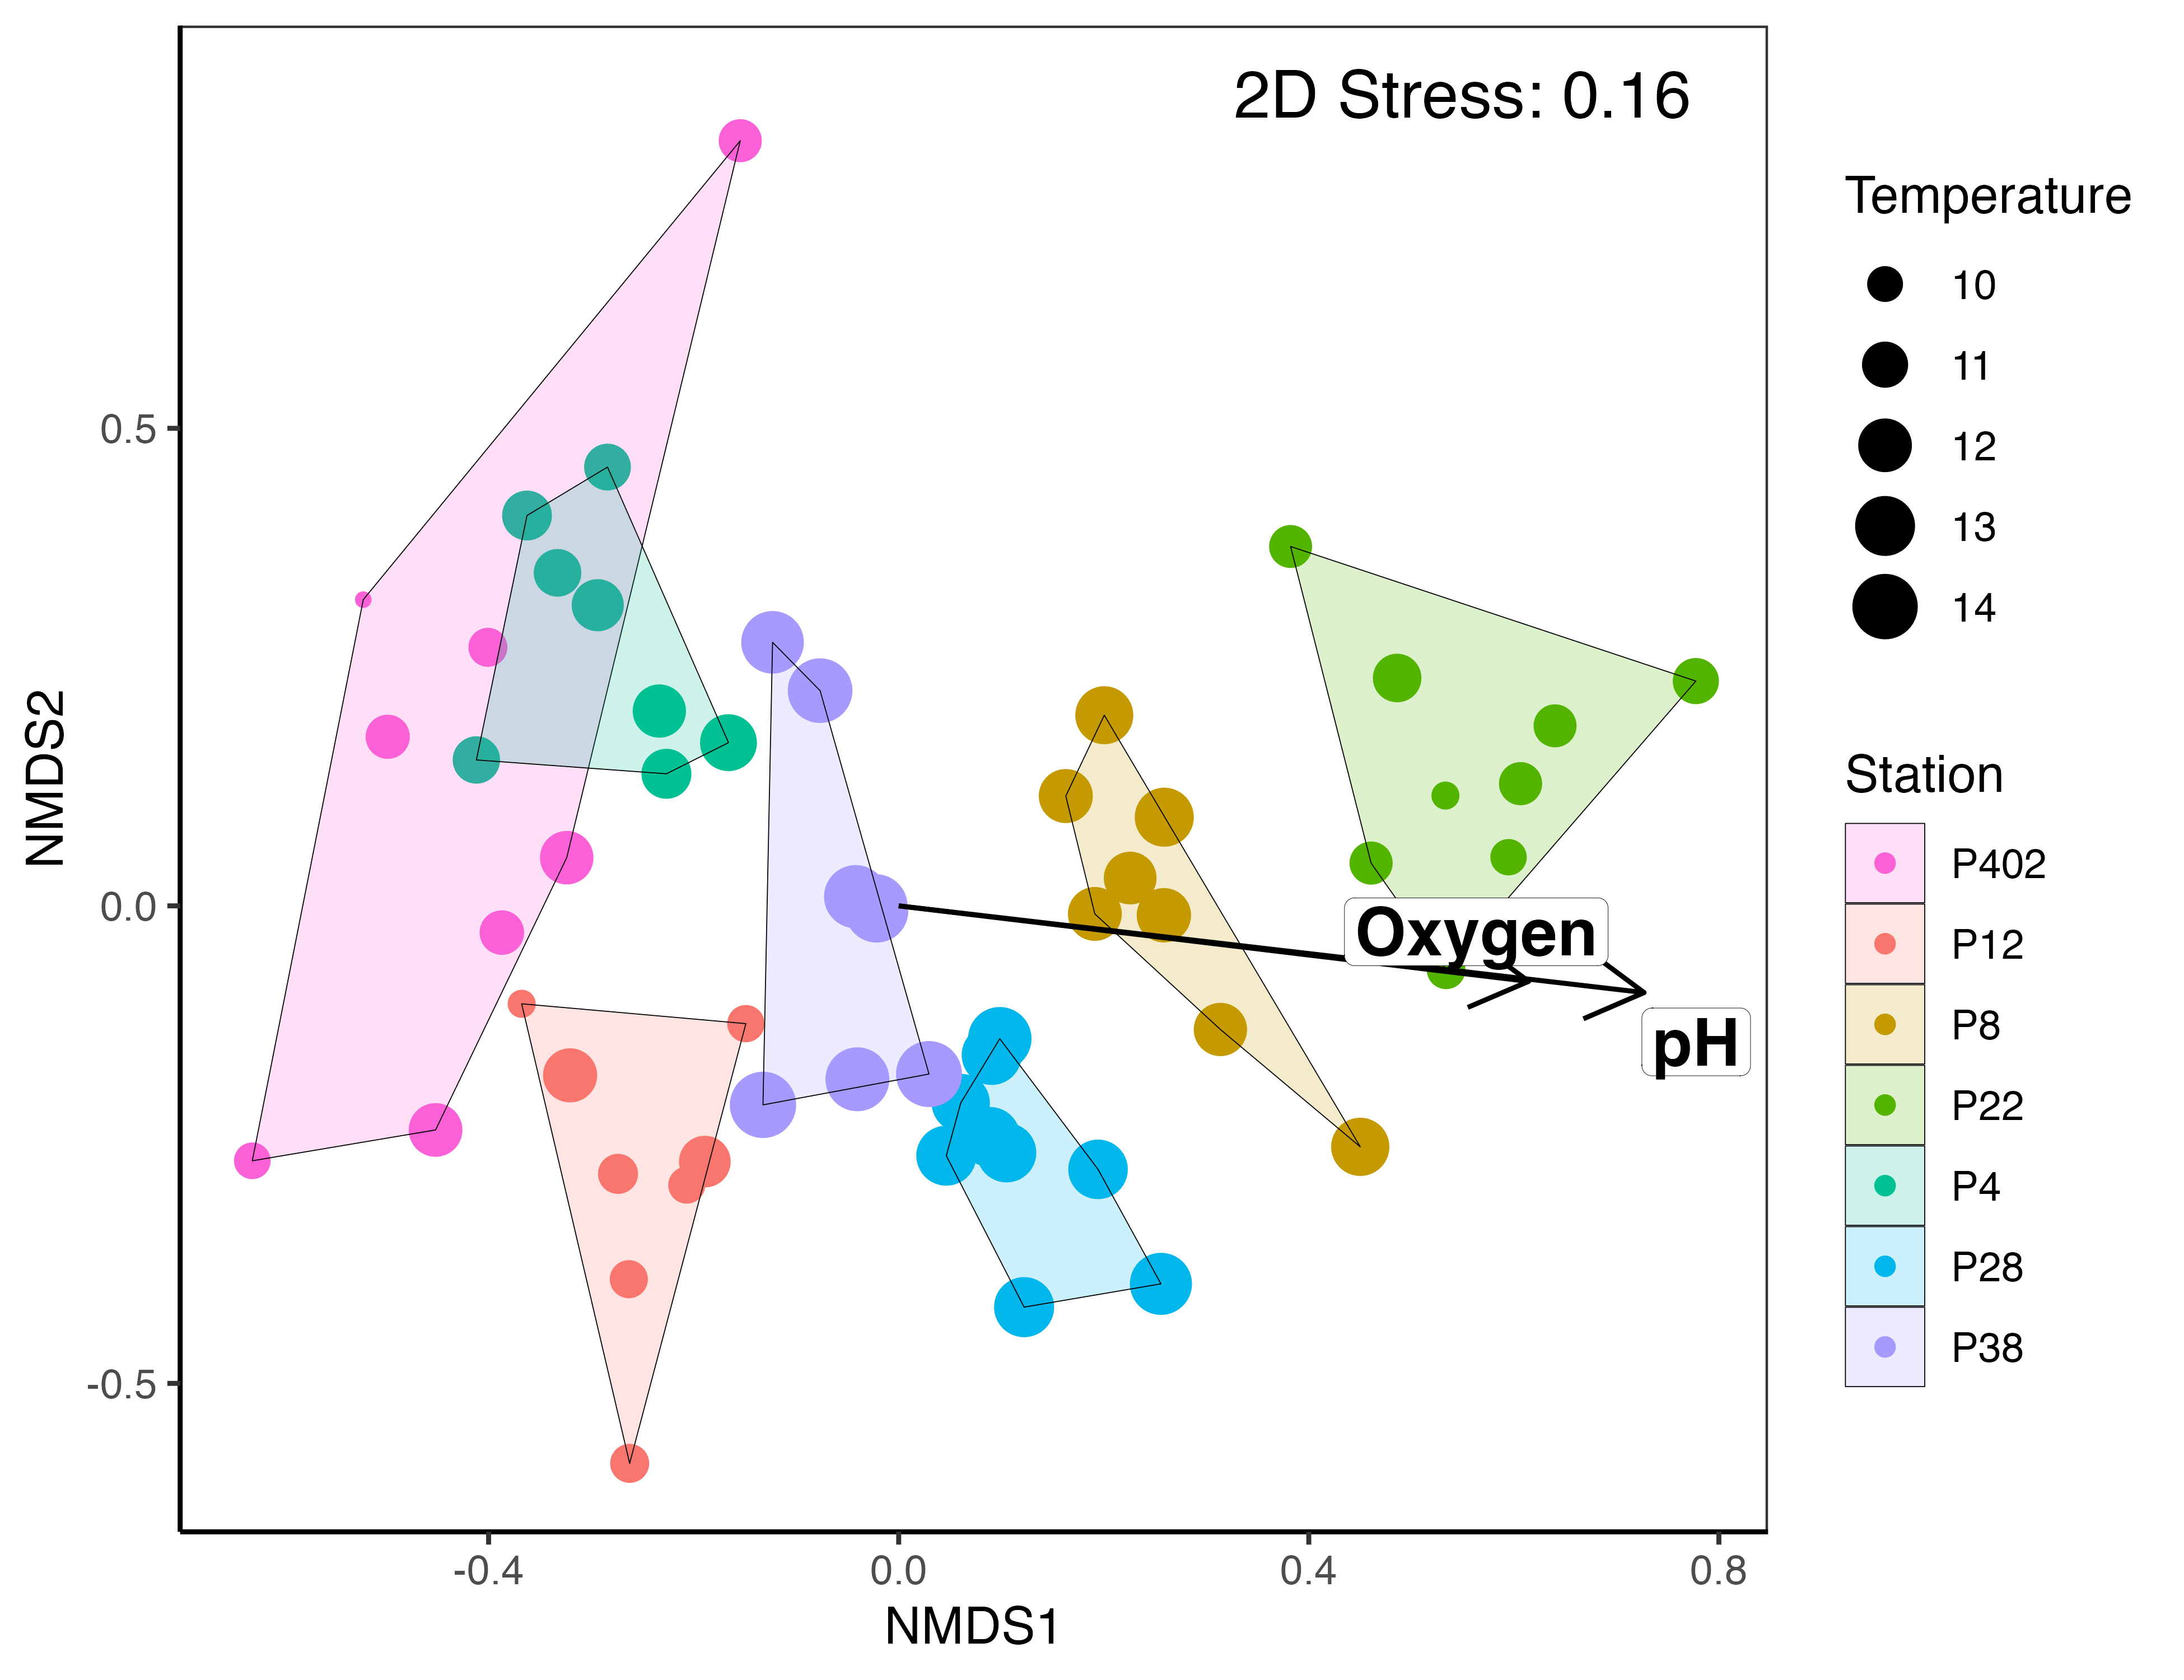 2D Stress: 0.16
NMDS2
0.5
0.0
-0.5
Oxygen
pH
-0.4
0.0
0.4
0.8
NMDS1
Temperature
10
11
12
13
14
Station
P402
P12
P8
P22
P4
P28
P38